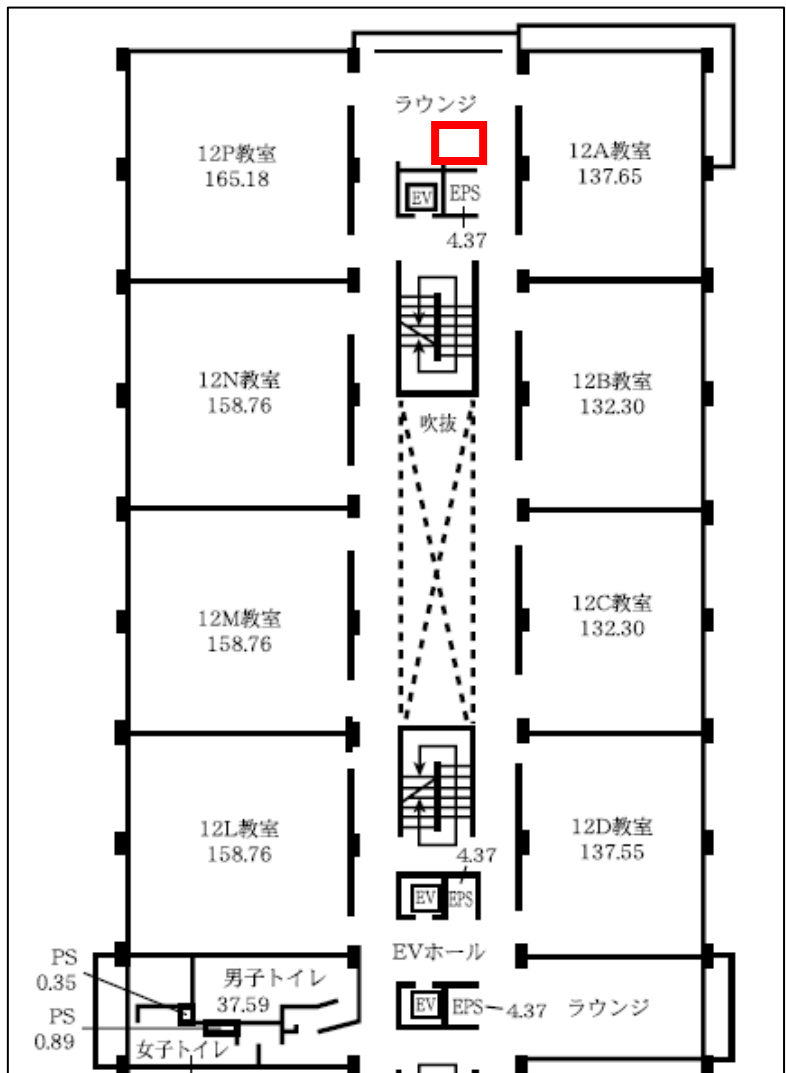 ラウンジ
12P教室
165.18
12A教室
137.65
EV
EPS
4.37
12N教室
158.76
吹抜
12B教室
132.30
12M教室
158.76
12C教室
132.30
12L教室
158.76
12D教室
137.55
4.37
EV
EPS
EVホール
PS
0.35
男子トイレ
37.59
EV
EPS
4.37
ラウンジ
PS
0.89
女子トイレ